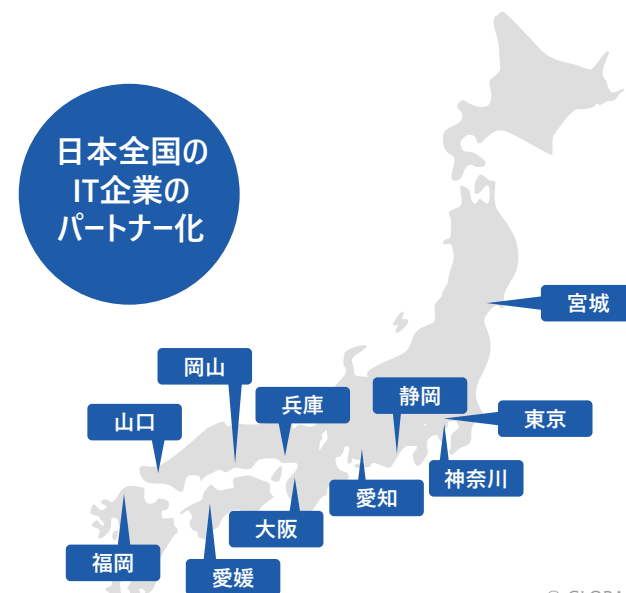 日本全国の
IT企業の
パートナー化
宮城
岡山
静岡
兵庫
山口
東京
神奈川
愛知
大阪
福岡
愛媛
© GLOBA